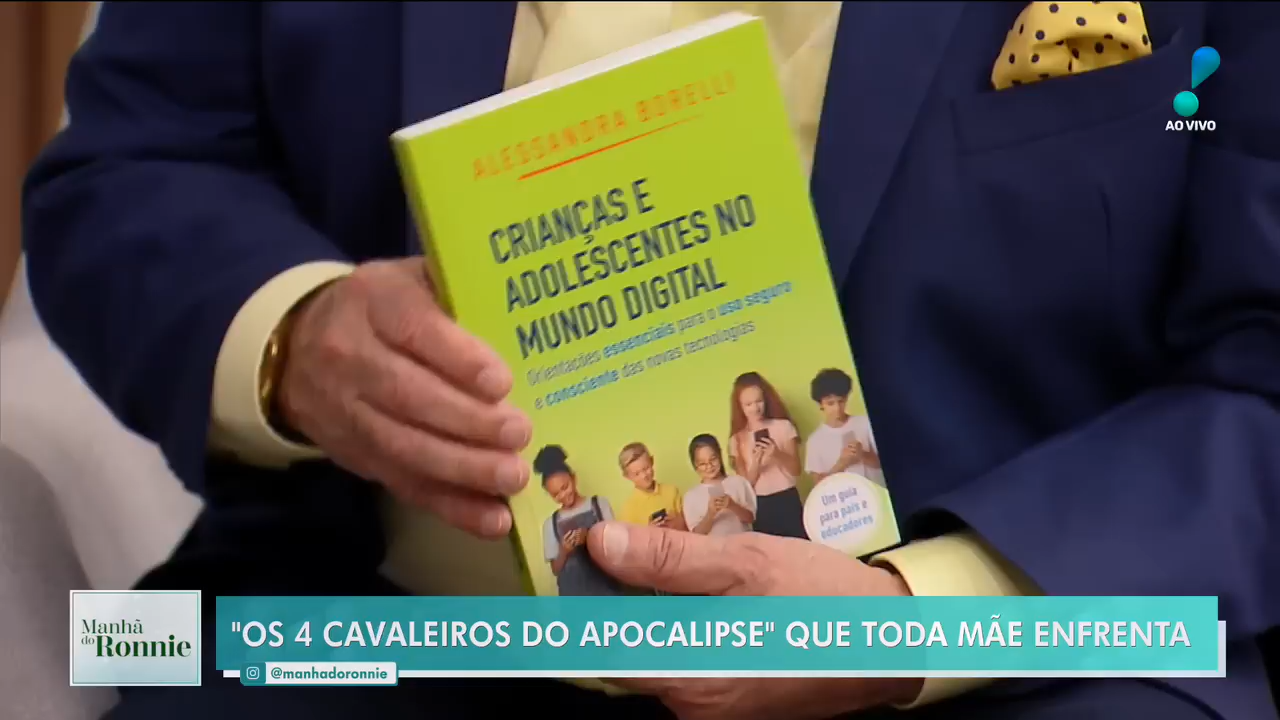 ALESSANDRA BORELLI
CRIANÇAS E
ADOLESCENTES NO
MUNDO DIGITAL
Orientações essenciais para o uso seguro
e consciente das novas tecnologias
Um guia
para pais e
educadores
AO VIVO
Manhã
do Ronnie
"OS 4 CAVALEIROS DO APOCALIPSE" QUE TODA MÃE ENFRENTA
@manhadoronnie